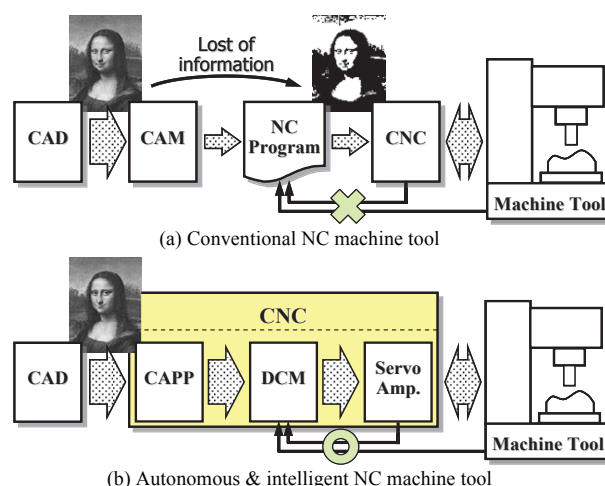 Lost of
information
CAD
CAM
NC
Program
CNC
Machine Tool
(a) Conventional NC machine tool
CNC
CAD
CAPP
DCM
Servo
Amp.
Machine Tool
(b) Autonomous & intelligent NC machine tool